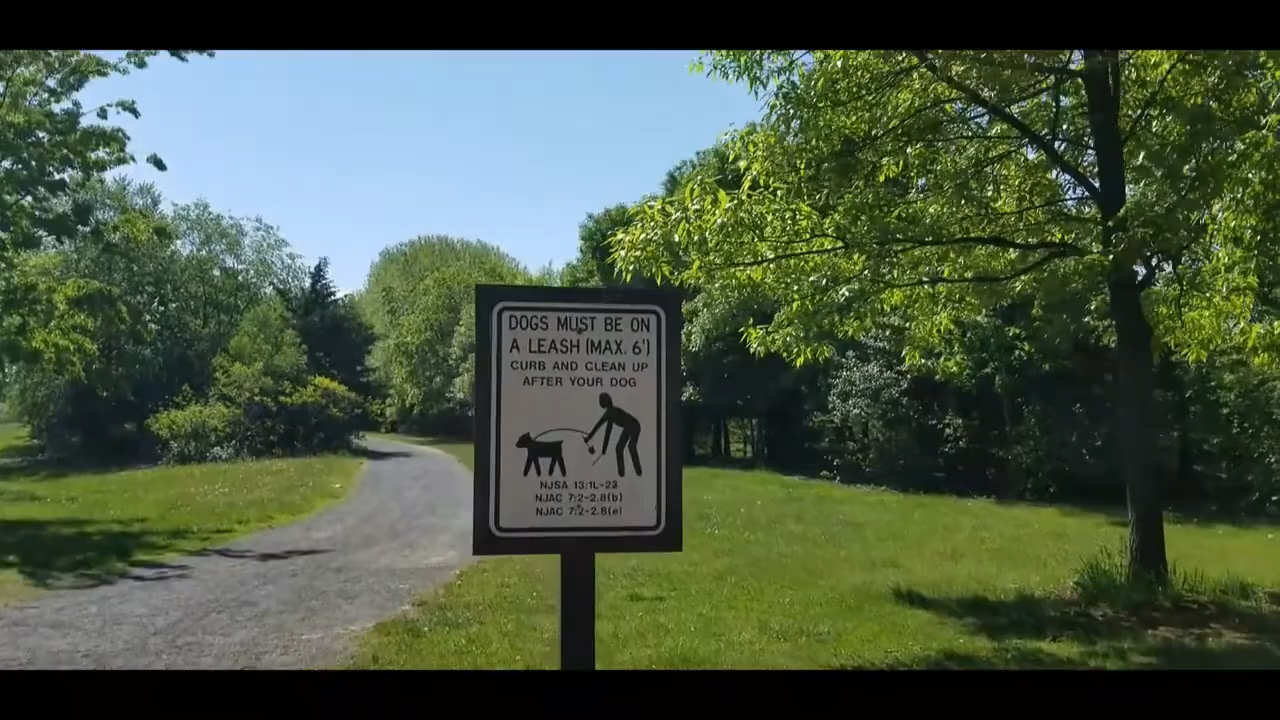 DOGS MUST BE ON
A LEASH (MAX. 6')
CURB AND CLEAN UP
AFTER YOUR DOG
NJSA 13:1L-23
NJAC 7:2-2.8(b)
NJAC 7:2-2.8(e)